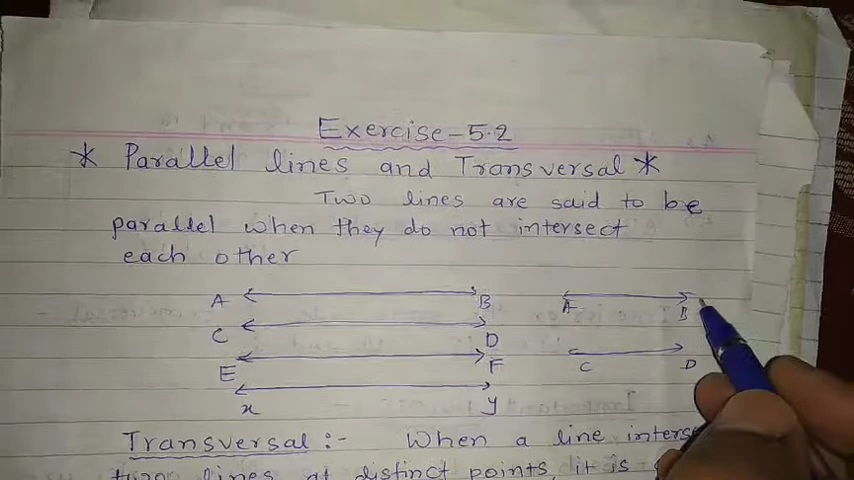 Exercise-5.2
* Parallel lines and Transversal *
Two lines are said to be
parallel when they do not intersect
each other
A B A B
C D
E F C D
x y
Transversal :- When a line
two lines at distinct points, it is